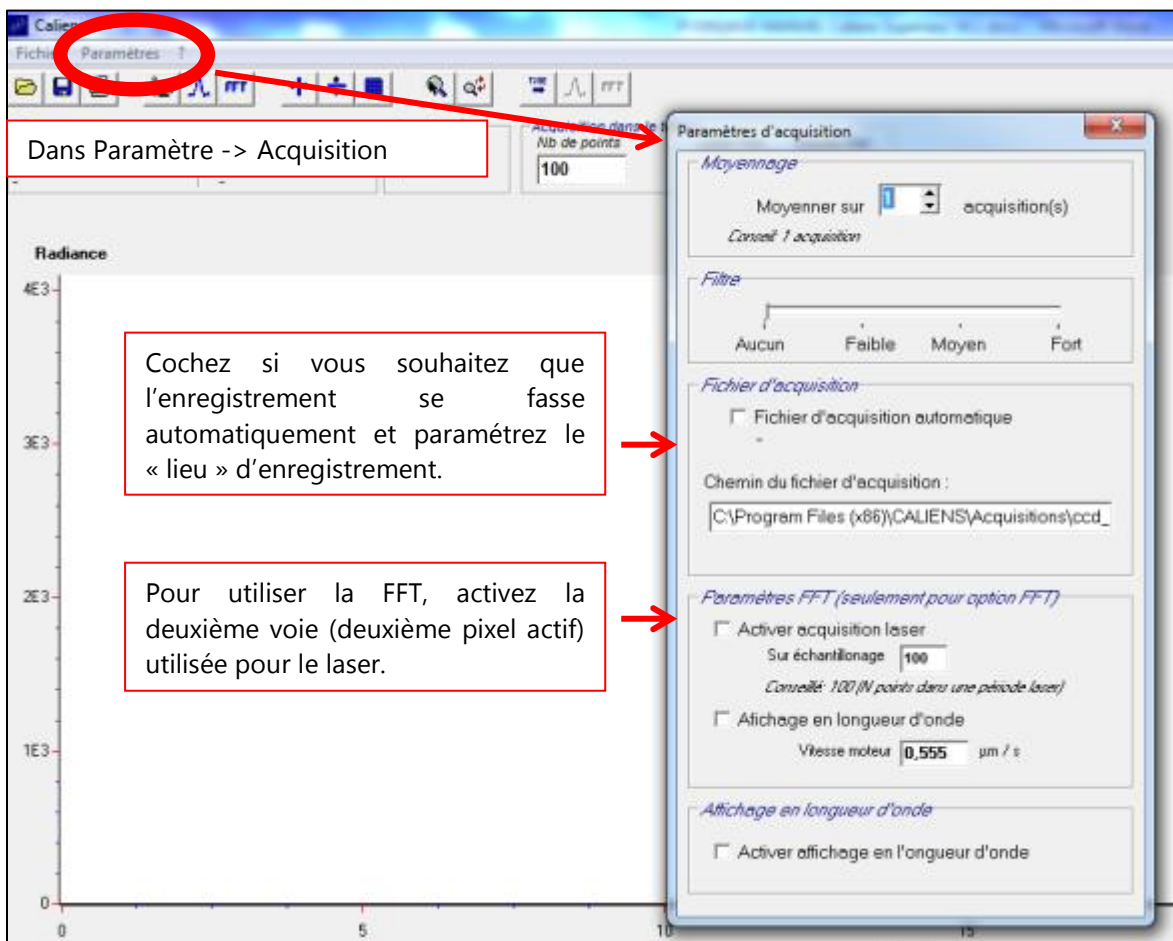 Calien
Fichier Paramètres ?
FFT
FFT
Dans Paramètre -> Acquisition
Acquisition dans le t
Nb de points
100
-
-
Radiance
4E3
3E3
2E3
1E3
0
0
5
10
15
Cochez si vous souhaitez que
l'enregistrement se fasse
automatiquement et paramétrez le
« lieu » d'enregistrement.
Pour utiliser la FFT, activez la
deuxième voie (deuxième pixel actif)
utilisée pour le laser.
Paramètres d'acquisition
Moyennage
Moyenner sur 1 acquisition(s)
Conseil: 1 acquisition
Filtre
Aucun Faible Moyen Fort
Fichier d'acquisition
Fichier d'acquisition automatique
-
Chemin du fichier d'acquisition :
C:\Program Files (x86)\CALIENS\Acquisitions\ccd_
Paramètres FFT (seulement pour option FFT)
Activer acquisition laser
Sur échantillonage 100
Conseillé: 100 (N points dans une période laser)
Afichage en longueur d'onde
Vitesse moteur 0,555 µm / s
Affichage en longueur d'onde
Activer affichage en l'ongueur d'onde